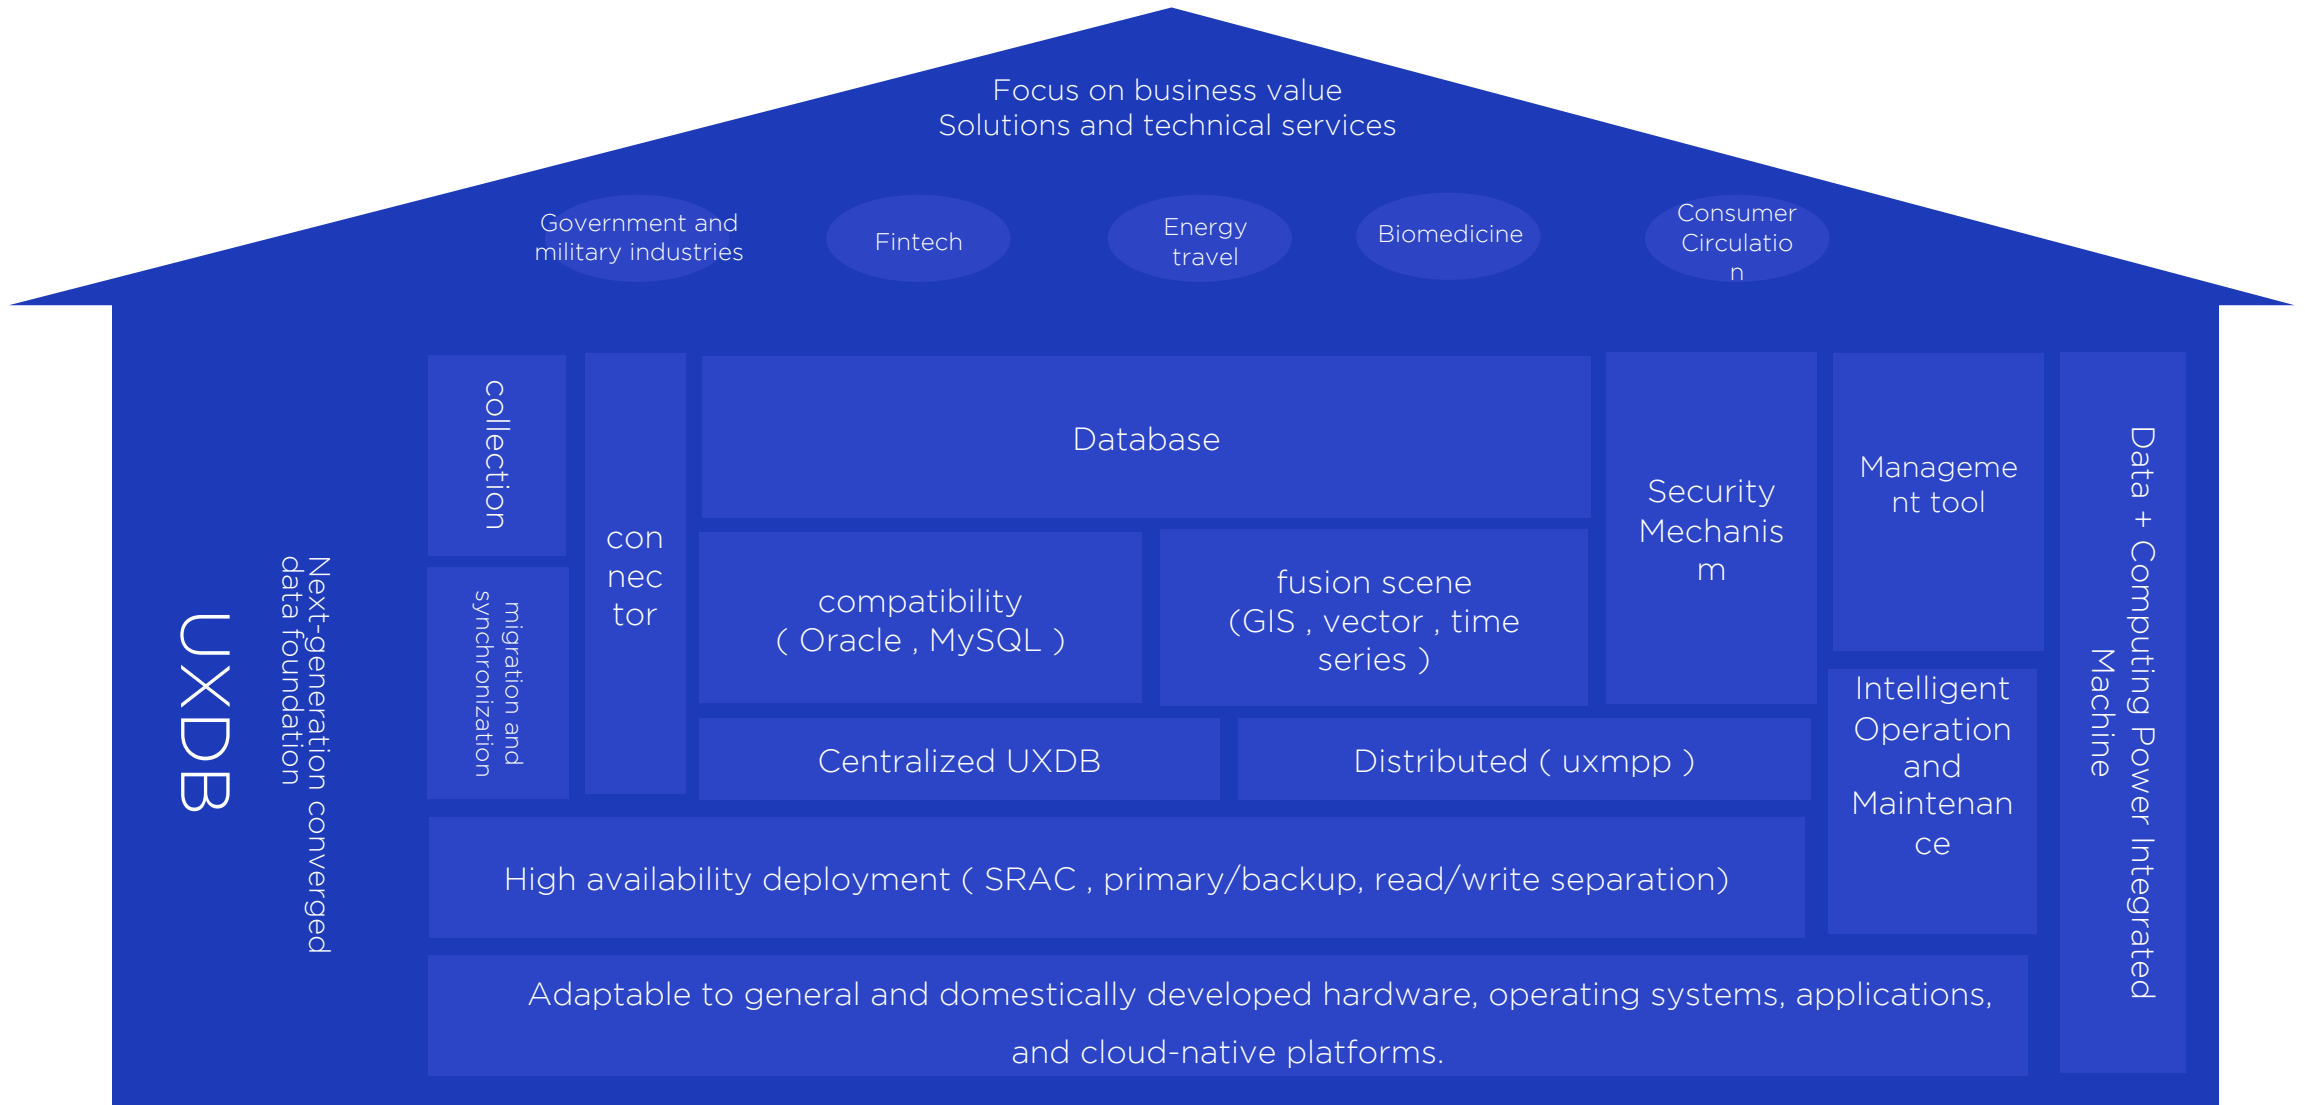 Focus on business value
Solutions and technical services
Government and
military industries
Fintech
Energy
travel
Biomedicine
Consumer
Circulatio
n
UXDB
Next-generation converged
data foundation
collection
migration and
synchronization
con
nec
tor
Database
compatibility
( Oracle , MySQL )
fusion scene
(GIS , vector , time
series )
Centralized UXDB
Distributed ( uxmpp )
Security
Mechanis
m
Manageme
nt tool
Intelligent
Operation
and
Maintenan
ce
Data + Computing Power Integrated
Machine
High availability deployment ( SRAC , primary/backup, read/write separation)
Adaptable to general and domestically developed hardware, operating systems, applications,
and cloud-native platforms.